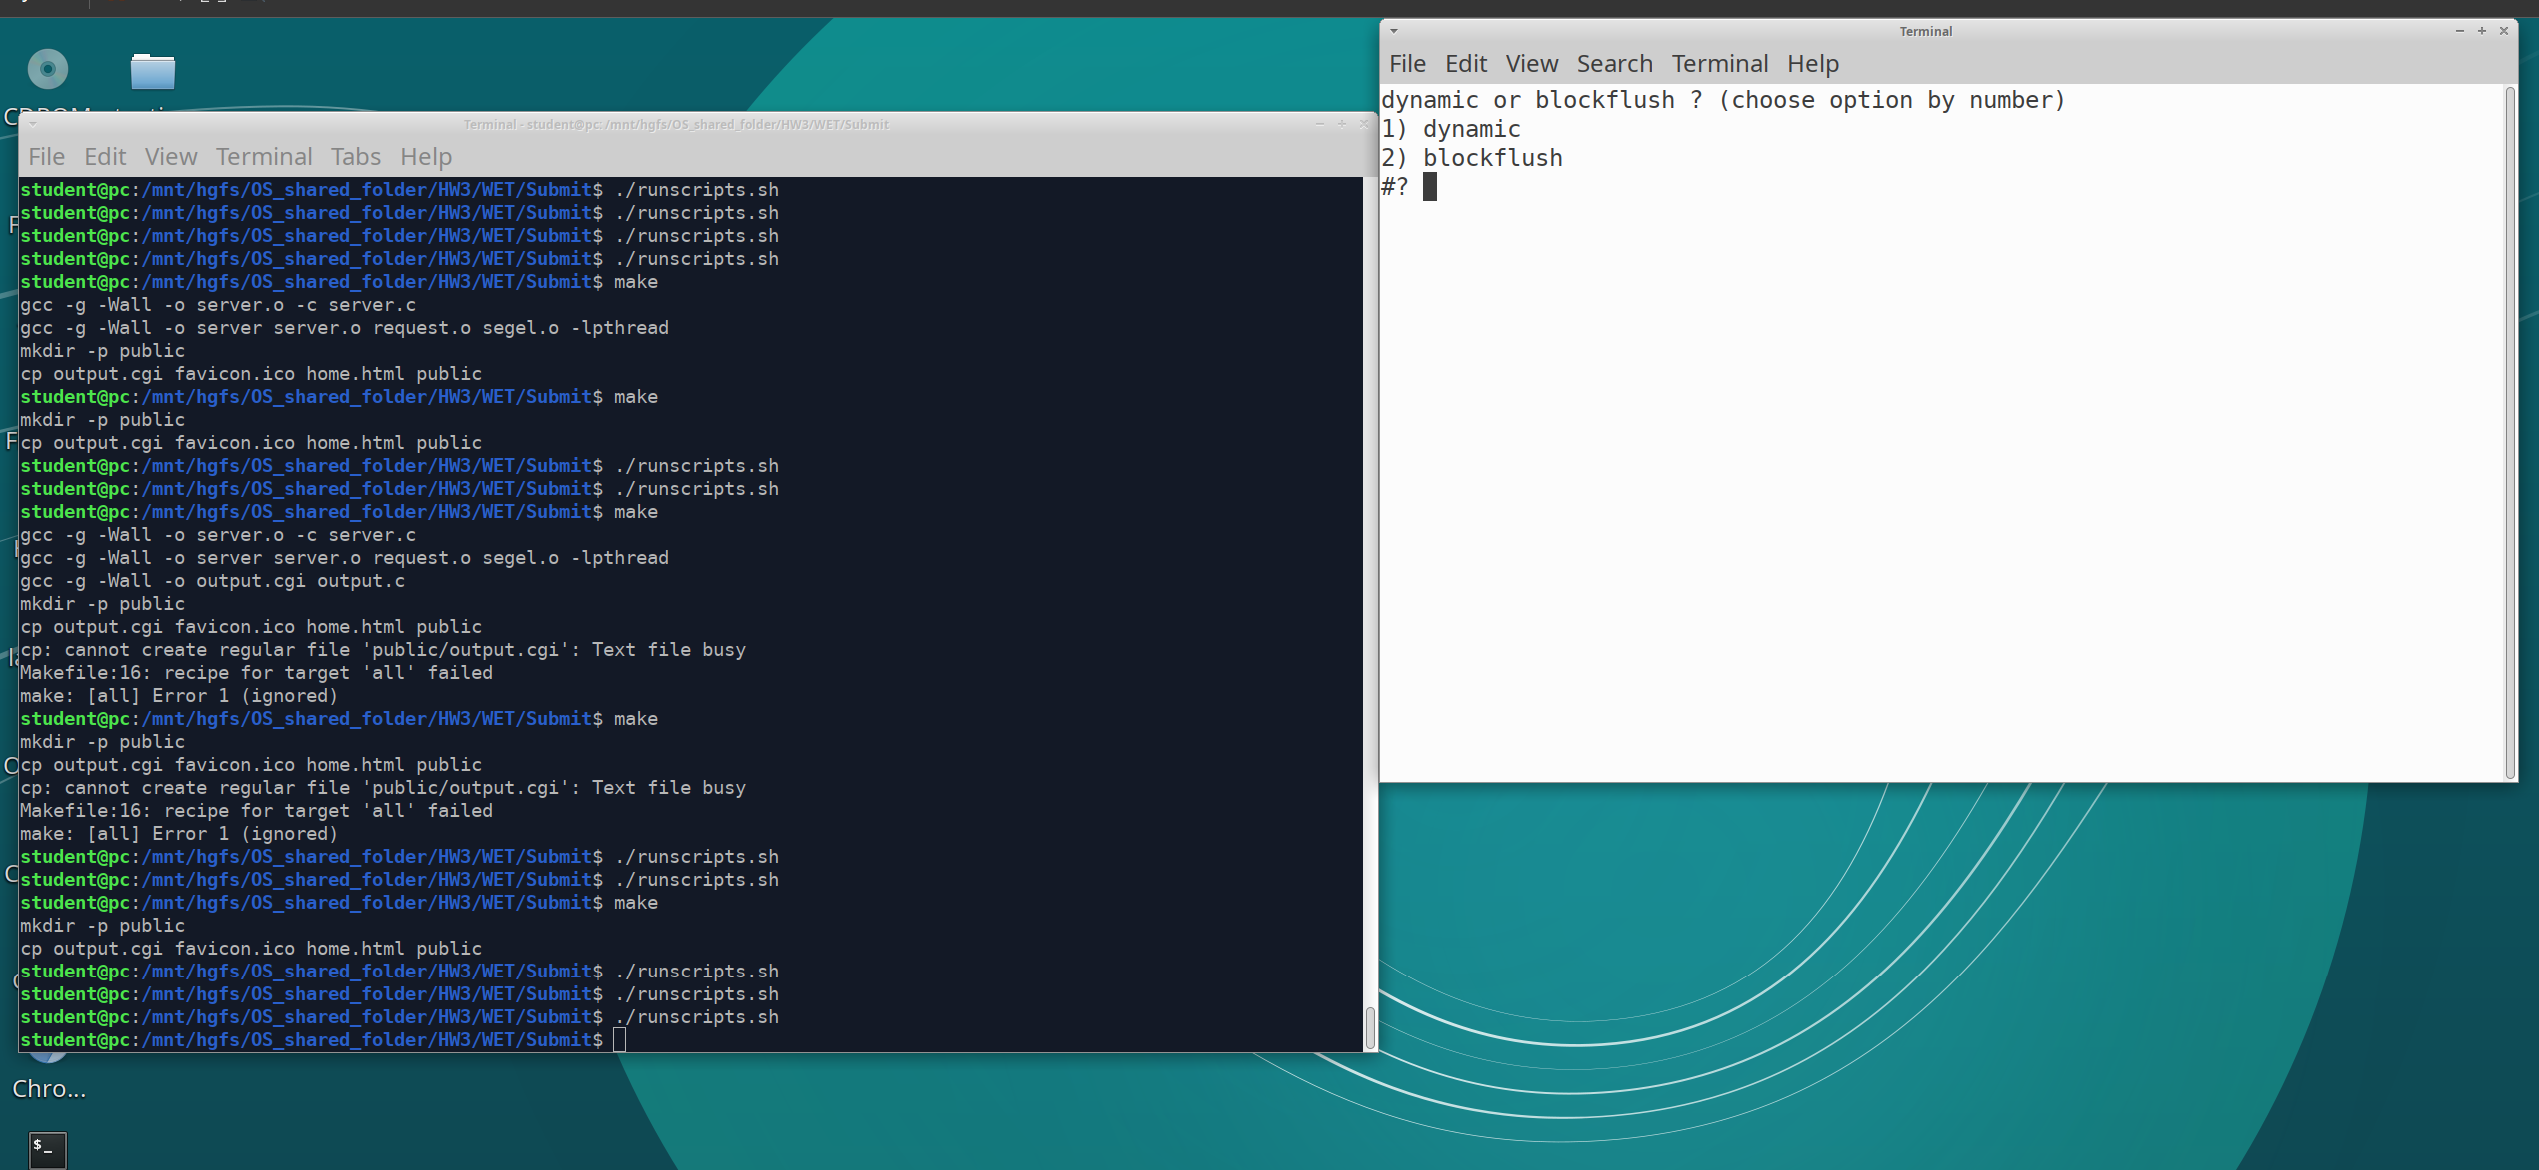 Terminal - student@pc: /mnt/hgfs/OS_shared_folder/HW3/WET/Submit
File Edit View Terminal Tabs Help
student@pc:/mnt/hgfs/OS_shared_folder/HW3/WET/Submit$ ./runscripts.sh
student@pc:/mnt/hgfs/OS_shared_folder/HW3/WET/Submit$ ./runscripts.sh
student@pc:/mnt/hgfs/OS_shared_folder/HW3/WET/Submit$ ./runscripts.sh
student@pc:/mnt/hgfs/OS_shared_folder/HW3/WET/Submit$ ./runscripts.sh
student@pc:/mnt/hgfs/OS_shared_folder/HW3/WET/Submit$ make
gcc -g -Wall -o server.o -c server.c
gcc -g -Wall -o server server.o request.o segel.o -lpthread
mkdir -p public
cp output.cgi favicon.ico home.html public
student@pc:/mnt/hgfs/OS_shared_folder/HW3/WET/Submit$ make
mkdir -p public
cp output.cgi favicon.ico home.html public
student@pc:/mnt/hgfs/OS_shared_folder/HW3/WET/Submit$ ./runscripts.sh
student@pc:/mnt/hgfs/OS_shared_folder/HW3/WET/Submit$ ./runscripts.sh
student@pc:/mnt/hgfs/OS_shared_folder/HW3/WET/Submit$ make
gcc -g -Wall -o server.o -c server.c
gcc -g -Wall -o server server.o request.o segel.o -lpthread
gcc -g -Wall -o output.cgi output.c
mkdir -p public
cp output.cgi favicon.ico home.html public
cp: cannot create regular file 'public/output.cgi': Text file busy
Makefile:16: recipe for target 'all' failed
make: [all] Error 1 (ignored)
student@pc:/mnt/hgfs/OS_shared_folder/HW3/WET/Submit$ make
mkdir -p public
cp output.cgi favicon.ico home.html public
cp: cannot create regular file 'public/output.cgi': Text file busy
Makefile:16: recipe for target 'all' failed
make: [all] Error 1 (ignored)
student@pc:/mnt/hgfs/OS_shared_folder/HW3/WET/Submit$ ./runscripts.sh
student@pc:/mnt/hgfs/OS_shared_folder/HW3/WET/Submit$ ./runscripts.sh
student@pc:/mnt/hgfs/OS_shared_folder/HW3/WET/Submit$ make
mkdir -p public
cp output.cgi favicon.ico home.html public
student@pc:/mnt/hgfs/OS_shared_folder/HW3/WET/Submit$ ./runscripts.sh
student@pc:/mnt/hgfs/OS_shared_folder/HW3/WET/Submit$ ./runscripts.sh
student@pc:/mnt/hgfs/OS_shared_folder/HW3/WET/Submit$ ./runscripts.sh
student@pc:/mnt/hgfs/OS_shared_folder/HW3/WET/Submit$
Chro...
$_
Terminal
File Edit View Search Terminal Help
dynamic or blockflush ? (choose option by number)
1) dynamic
2) blockflush
#?